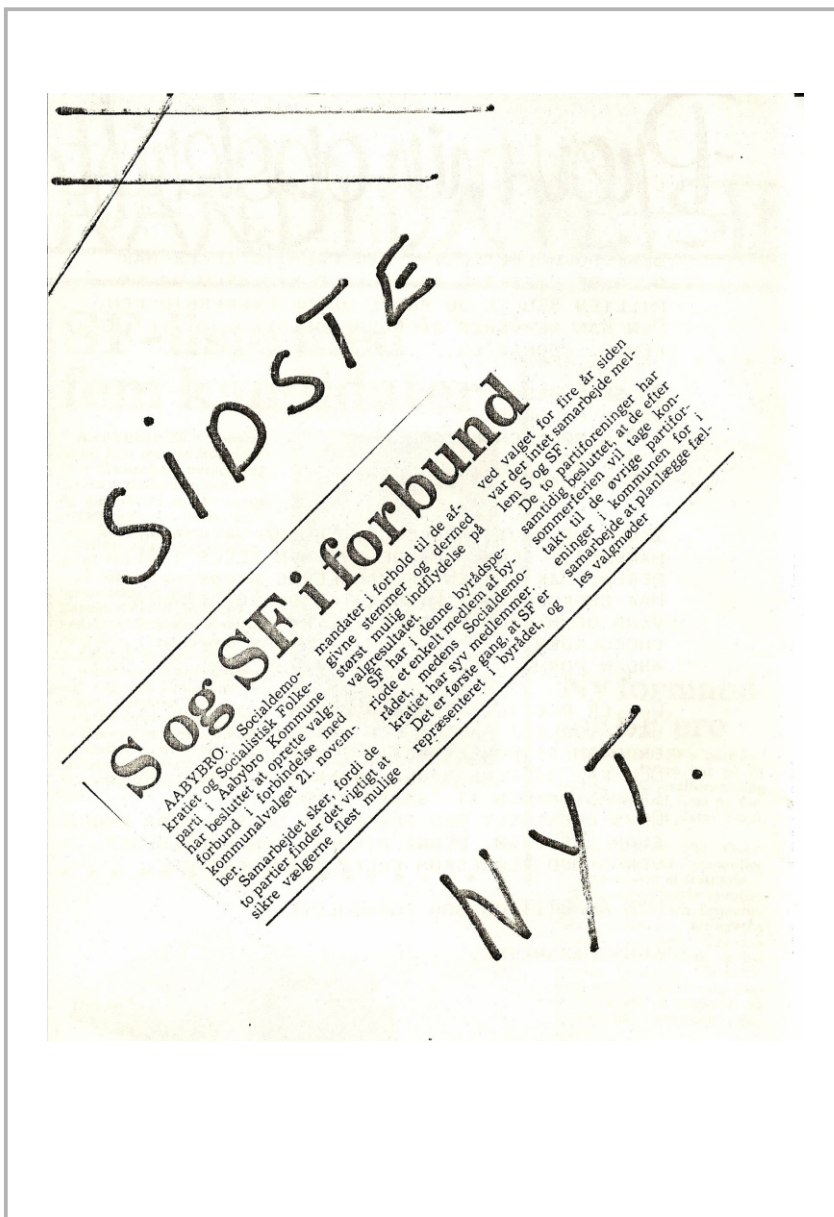 SIDSTE
S og SF i forbund
AABYBRO: Socialdemo-
kratiet og Socialistisk Folke-
parti i Aabybro Kommune
har besluttet at oprette valg-
forbund i forbindelse med
kommunalvalget 21. novem-
ber.
Samarbejdet sker, fordi de
to partier finder det vigtigt at
sikre vælgerne flest mulige
mandater i forhold til de af-
givne stemmer og dermed
størst mulig indflydelse på
valgresultatet.
SF har i denne byrådspe-
riode et enkelt medlem af by-
rådet, medens Socialdemo-
kratiet har syv medlemmer.
Det er første gang, at SF er
repræsenteret i byrådet, og
ved valget for fire år siden
var der intet samarbejde mel-
lem S og SF.
De to partiforeninger har
samtidig besluttet, at de efter
sommerferien vil tage kon-
takt til de øvrige partifor-
eninger i kommunen for i
samarbejde at planlægge fæl-
les valgmøder
NYT.